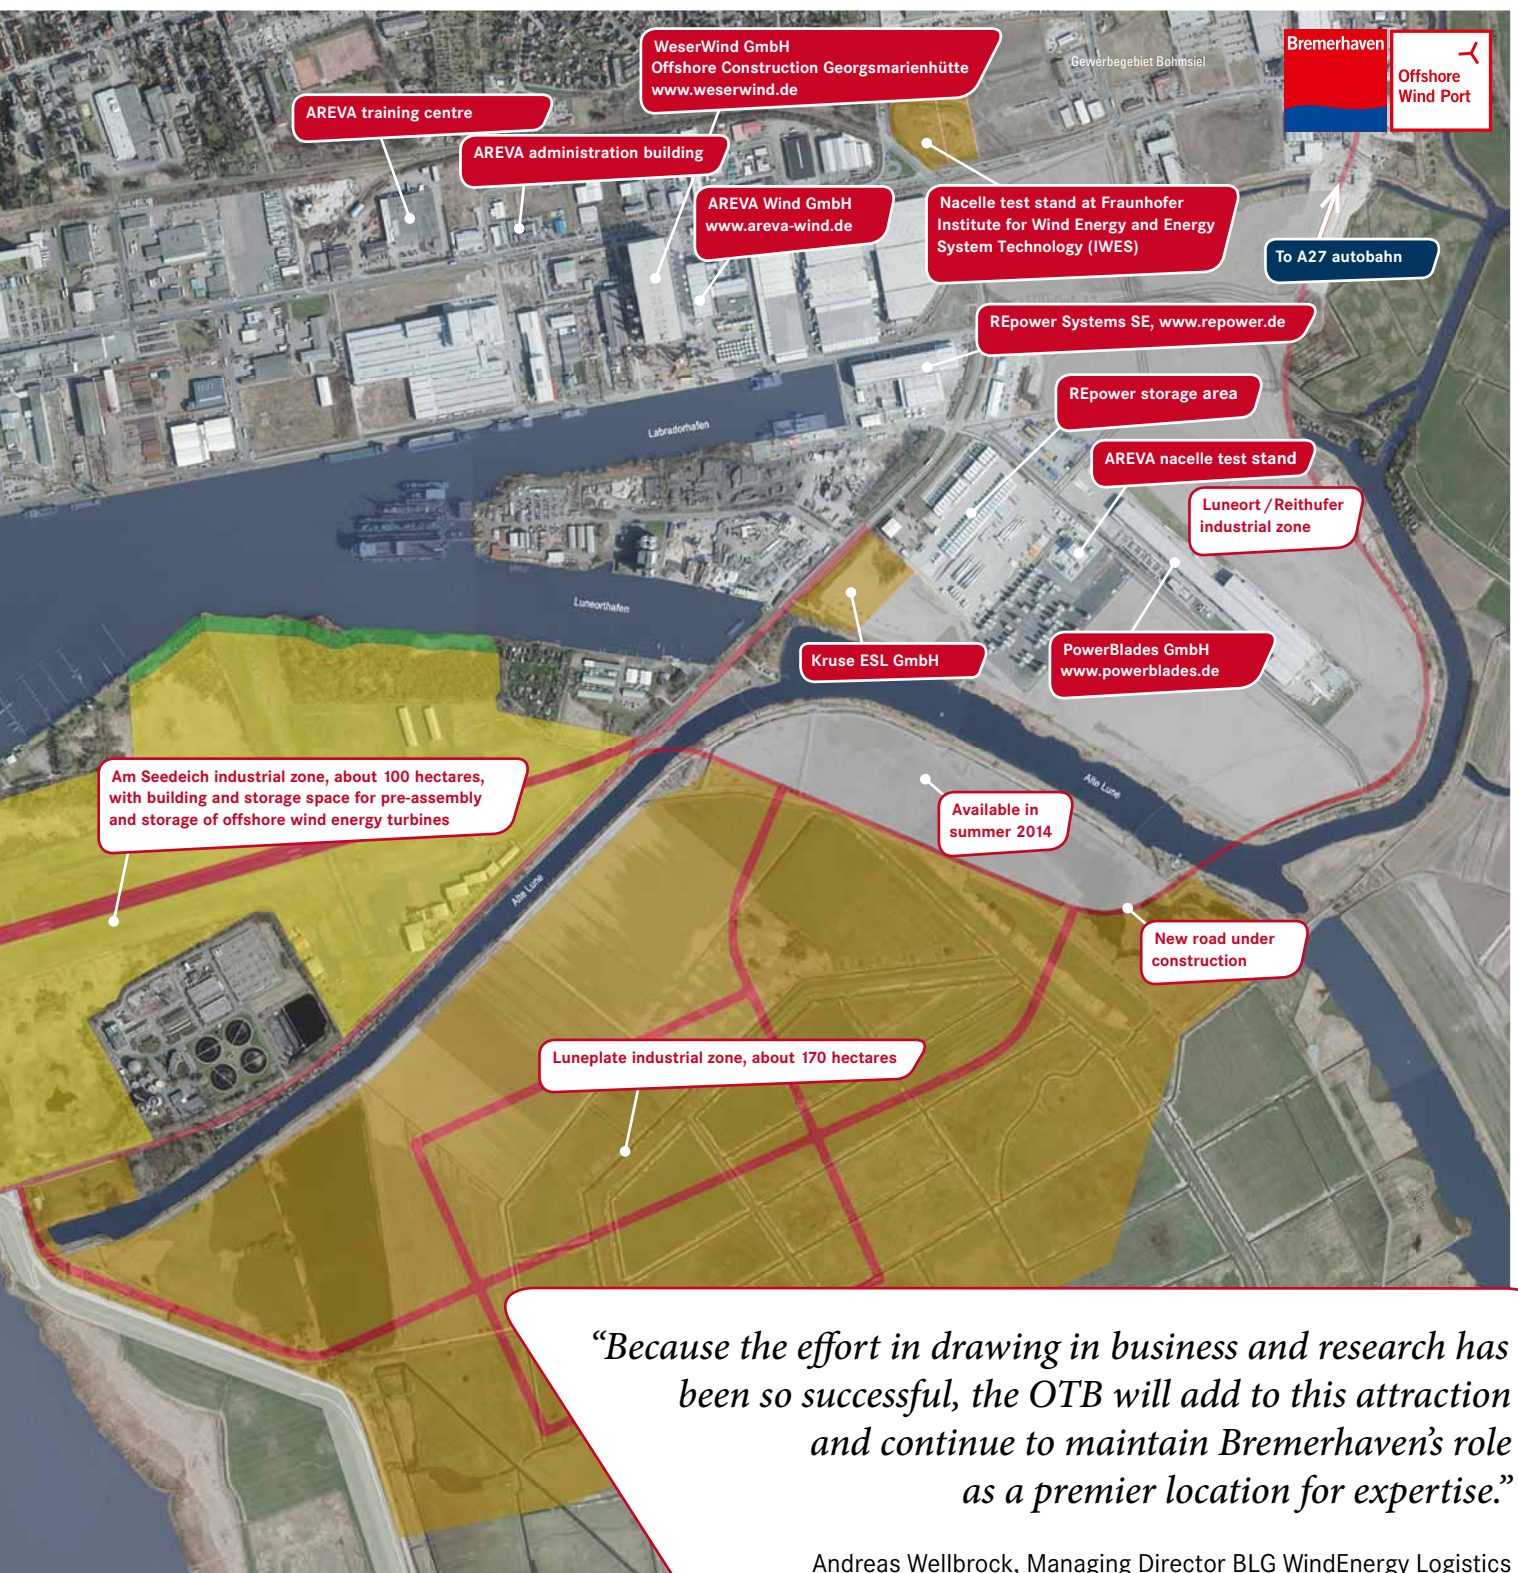 WeserWind GmbH
Offshore Construction Georgsmarienhütte
www.weserwind.de
Gewerbegebiet Bohmsiel
Bremerhaven
Offshore
Wind Port
AREVA training centre
AREVA administration building
AREVA Wind GmbH
www.areva-wind.de
Nacelle test stand at Fraunhofer
Institute for Wind Energy and Energy
System Technology (IWES)
To A27 autobahn
REpower Systems SE, www.repower.de
REpower storage area
Labradorhafen
AREVA nacelle test stand
Luneort / Reithufer
industrial zone
Luneorthafen
Kruse ESL GmbH
PowerBlades GmbH
www.powerblades.de
Am Seedeich industrial zone, about 100 hectares,
with building and storage space for pre-assembly
and storage of offshore wind energy turbines
Alte Lune
Available in
summer 2014
Alte Lune
New road under
construction
Luneplate industrial zone, about 170 hectares
“Because the effort in drawing in business and research has
been so successful, the OTB will add to this attraction
and continue to maintain Bremerhaven’s role
as a premier location for expertise.”
Andreas Wellbrock, Managing Director BLG WindEnergy Logistics